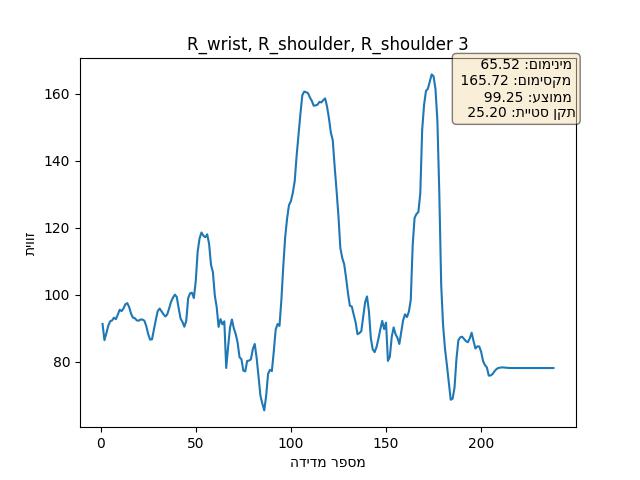 R_wrist, R_shoulder, R_shoulder 3
מינימום: 65.52
מקסימום: 165.72
ממוצע: 99.25
תקן סטיית: 25.20
160
140
120
100
80
זווית
0 50 100 150 200
מספר מדידה